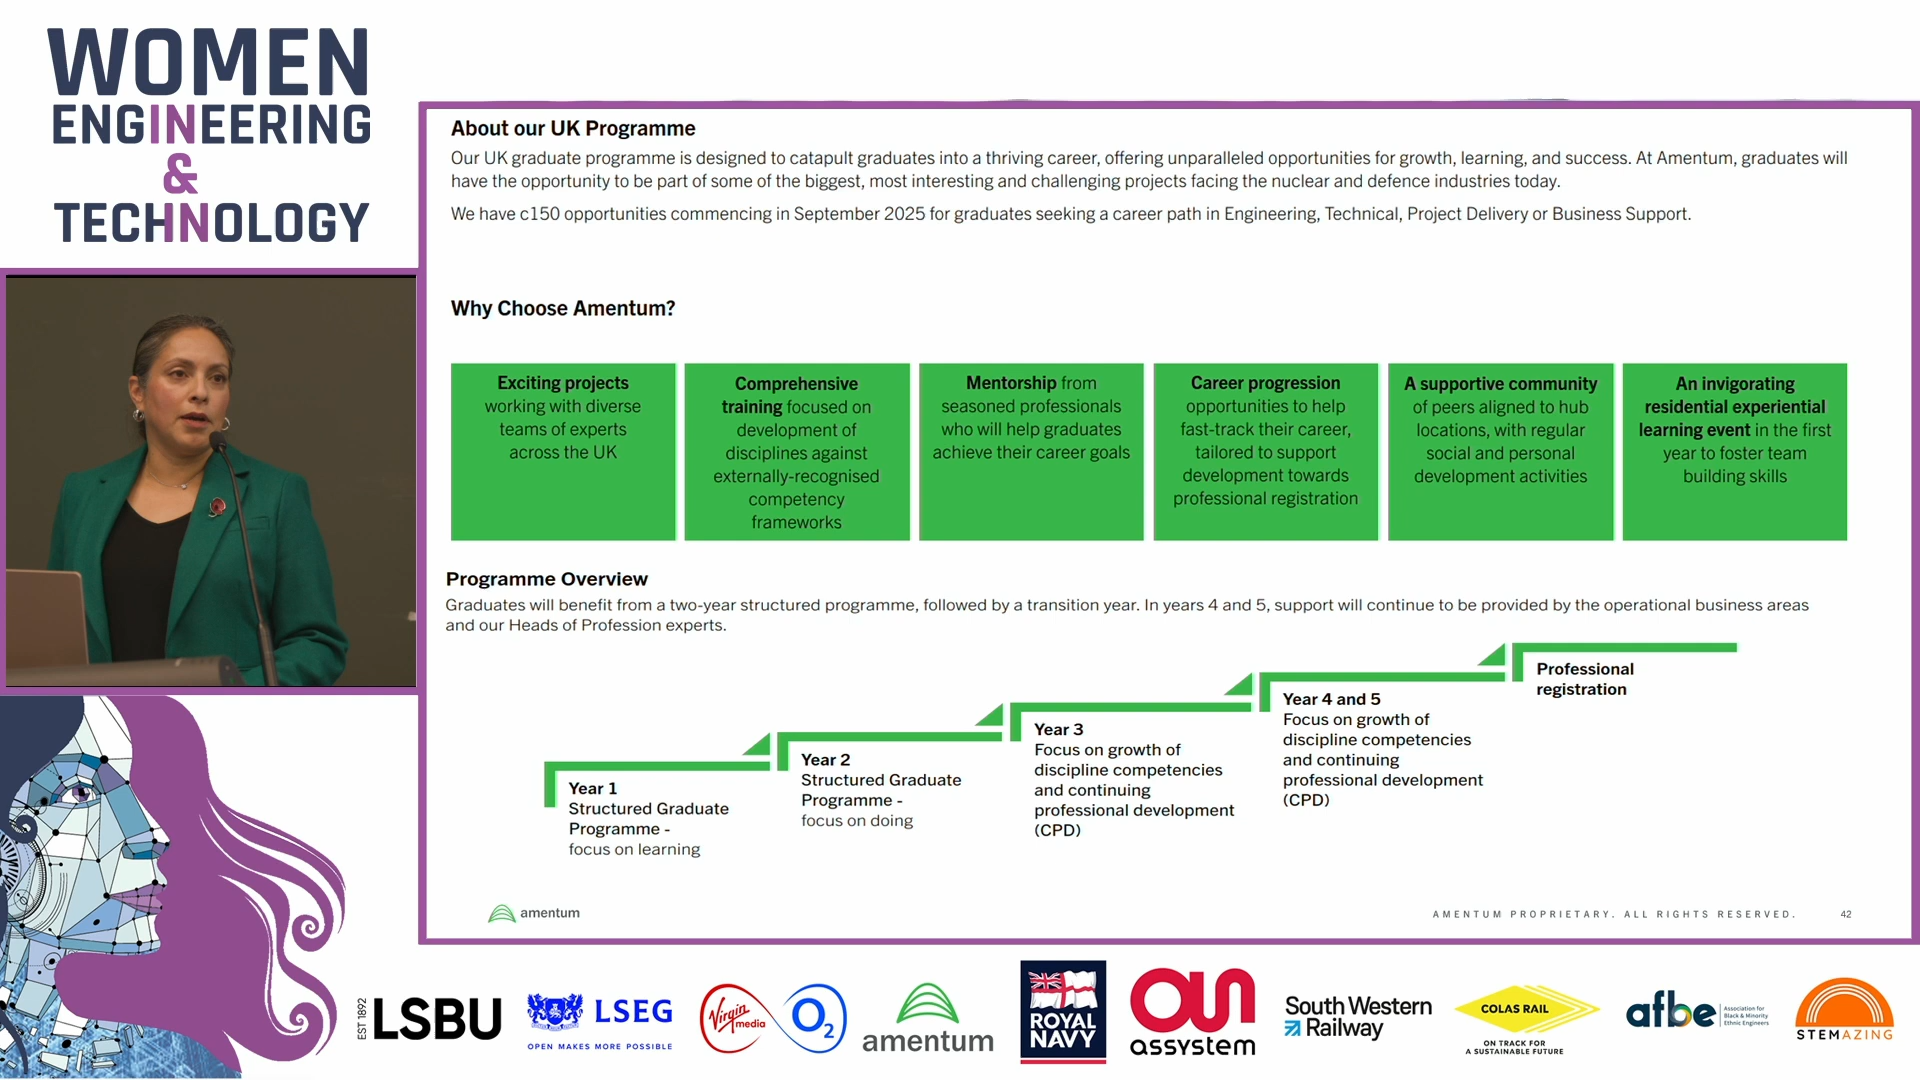 WOMEN
ENGINEERING
&
TECHNOLOGY
About our UK Programme
Our UK graduate programme is designed to catapult graduates into a thriving career, offering unparalleled opportunities for growth, learning, and success. At Amentum, graduates will
have the opportunity to be part of some of the biggest, most interesting and challenging projects facing the nuclear and defence industries today.
We have c150 opportunities commencing in September 2025 for graduates seeking a career path in Engineering, Technical, Project Delivery or Business Support.
Why Choose Amentum?
Exciting projects
working with diverse
teams of experts
across the UK
Comprehensive
training focused on
development of
disciplines against
externally-recognised
competency
frameworks
Mentorship from
seasoned professionals
who will help graduates
achieve their career goals
Career progression
opportunities to help
fast-track their career,
tailored to support
development towards
professional registration
A supportive community
of peers aligned to hub
locations, with regular
social and personal
development activities
An invigorating
residential experiential
learning event in the first
year to foster team
building skills
Programme Overview
Graduates will benefit from a two-year structured programme, followed by a transition year. In years 4 and 5, support will continue to be provided by the operational business areas
and our Heads of Profession experts.
Year 1
Structured Graduate
Programme -
focus on learning
Year 2
Structured Graduate
Programme -
focus on doing
Year 3
Focus on growth of
discipline competencies
and continuing
professional development
(CPD)
Year 4 and 5
Focus on growth of
discipline competencies
and continuing
professional development
(CPD)
Professional
registration
amentum
AMENTUM PROPRIETARY. ALL RIGHTS RESERVED.
42
EST 1892
LSBU
LSEG
OPEN MAKES MORE POSSIBLE
Virgin
media
O2
amentum
ROYAL
NAVY
assystem
South Western
Railway
COLAS RAIL
ON TRACK FOR
A SUSTAINABLE FUTURE
afbe
Association for
Black & Minority
Ethnic Engineers
STEMAZING